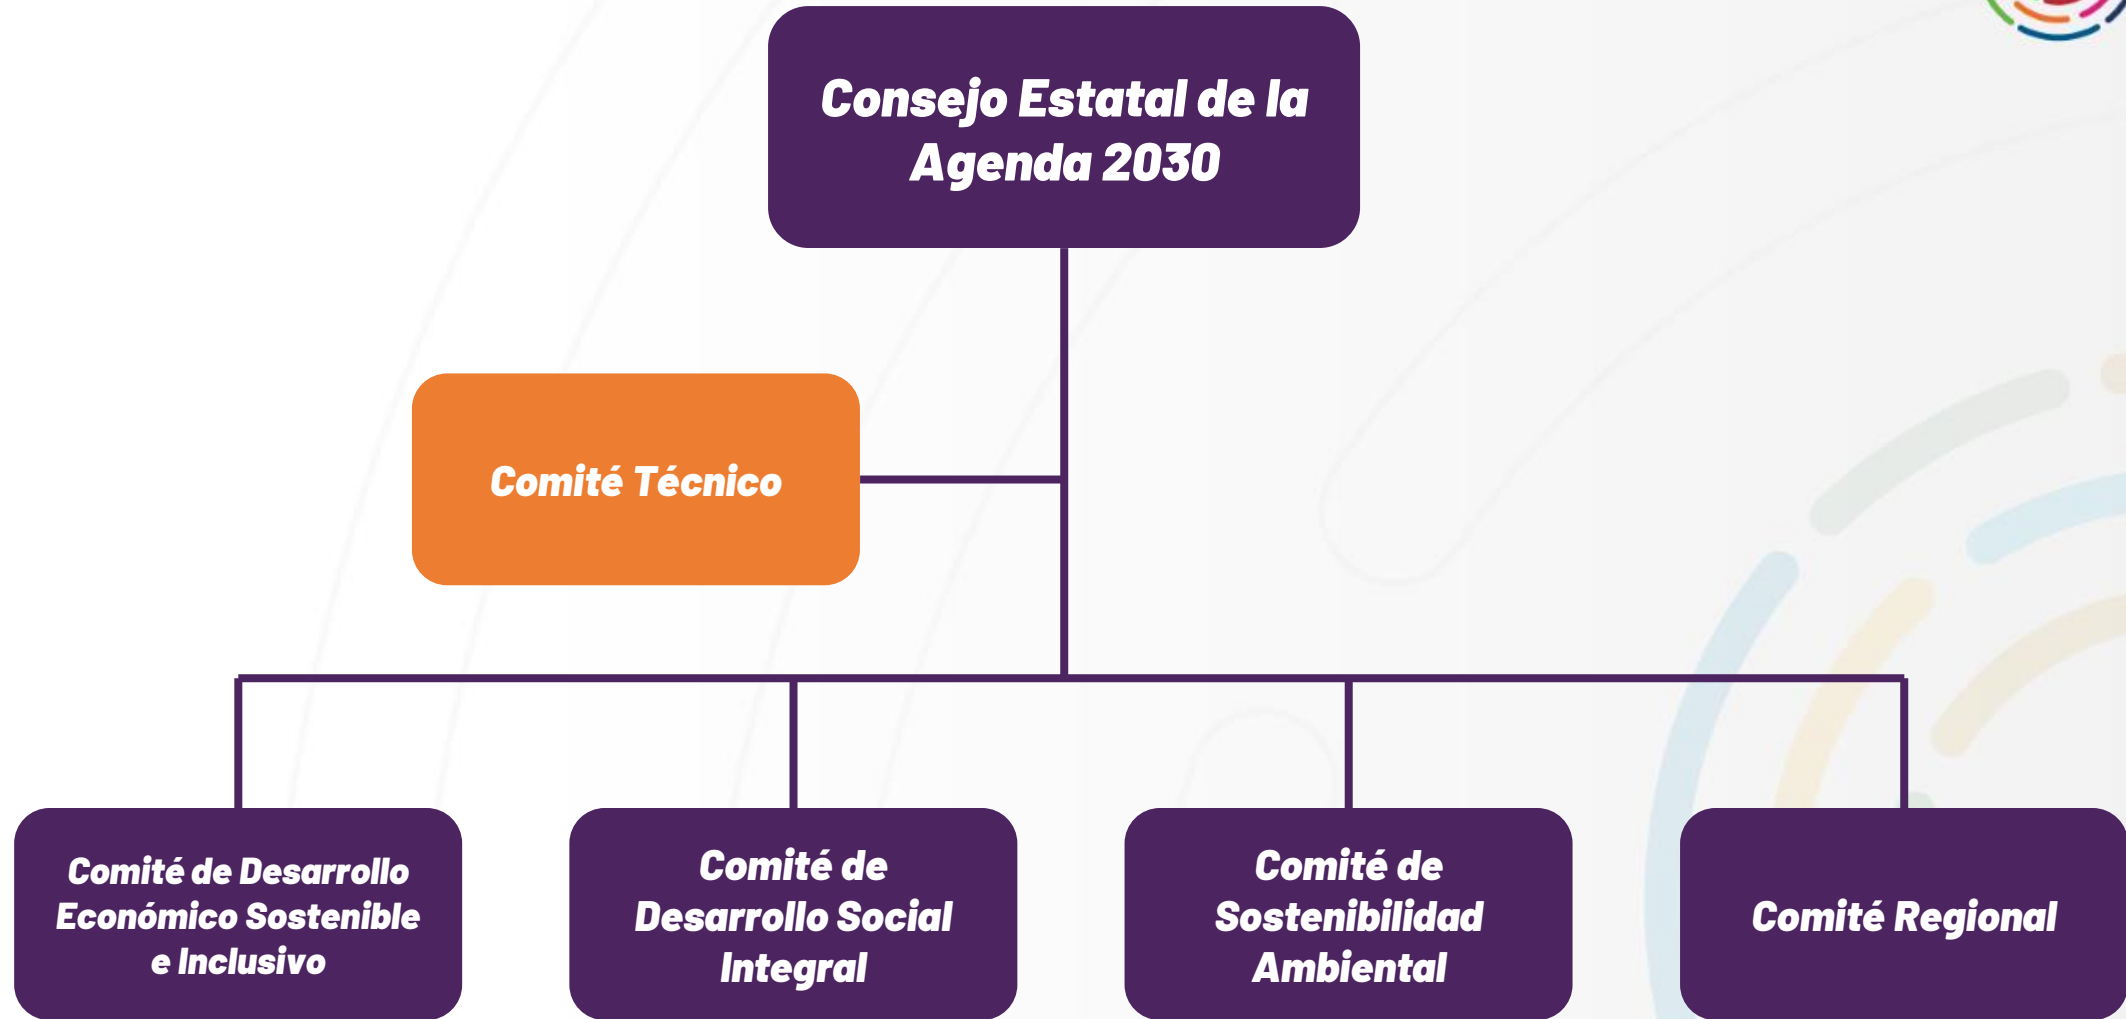 Consejo Estatal de la
Agenda 2030
Comité Técnico
Comité de Desarrollo
Económico Sostenible
e Inclusivo
Comité de
Desarrollo Social
Integral
Comité de
Sostenibilidad
Ambiental
Comité Regional